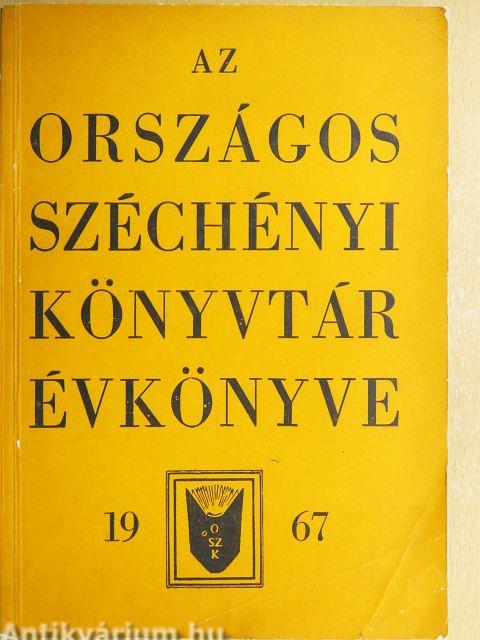 AZ
ORSZÁGOS
SZÉCHÉNYI
KÖNYVTÁR
ÉVKÖNYVE
19 67
O
SZ
K
Antikvárium.hu